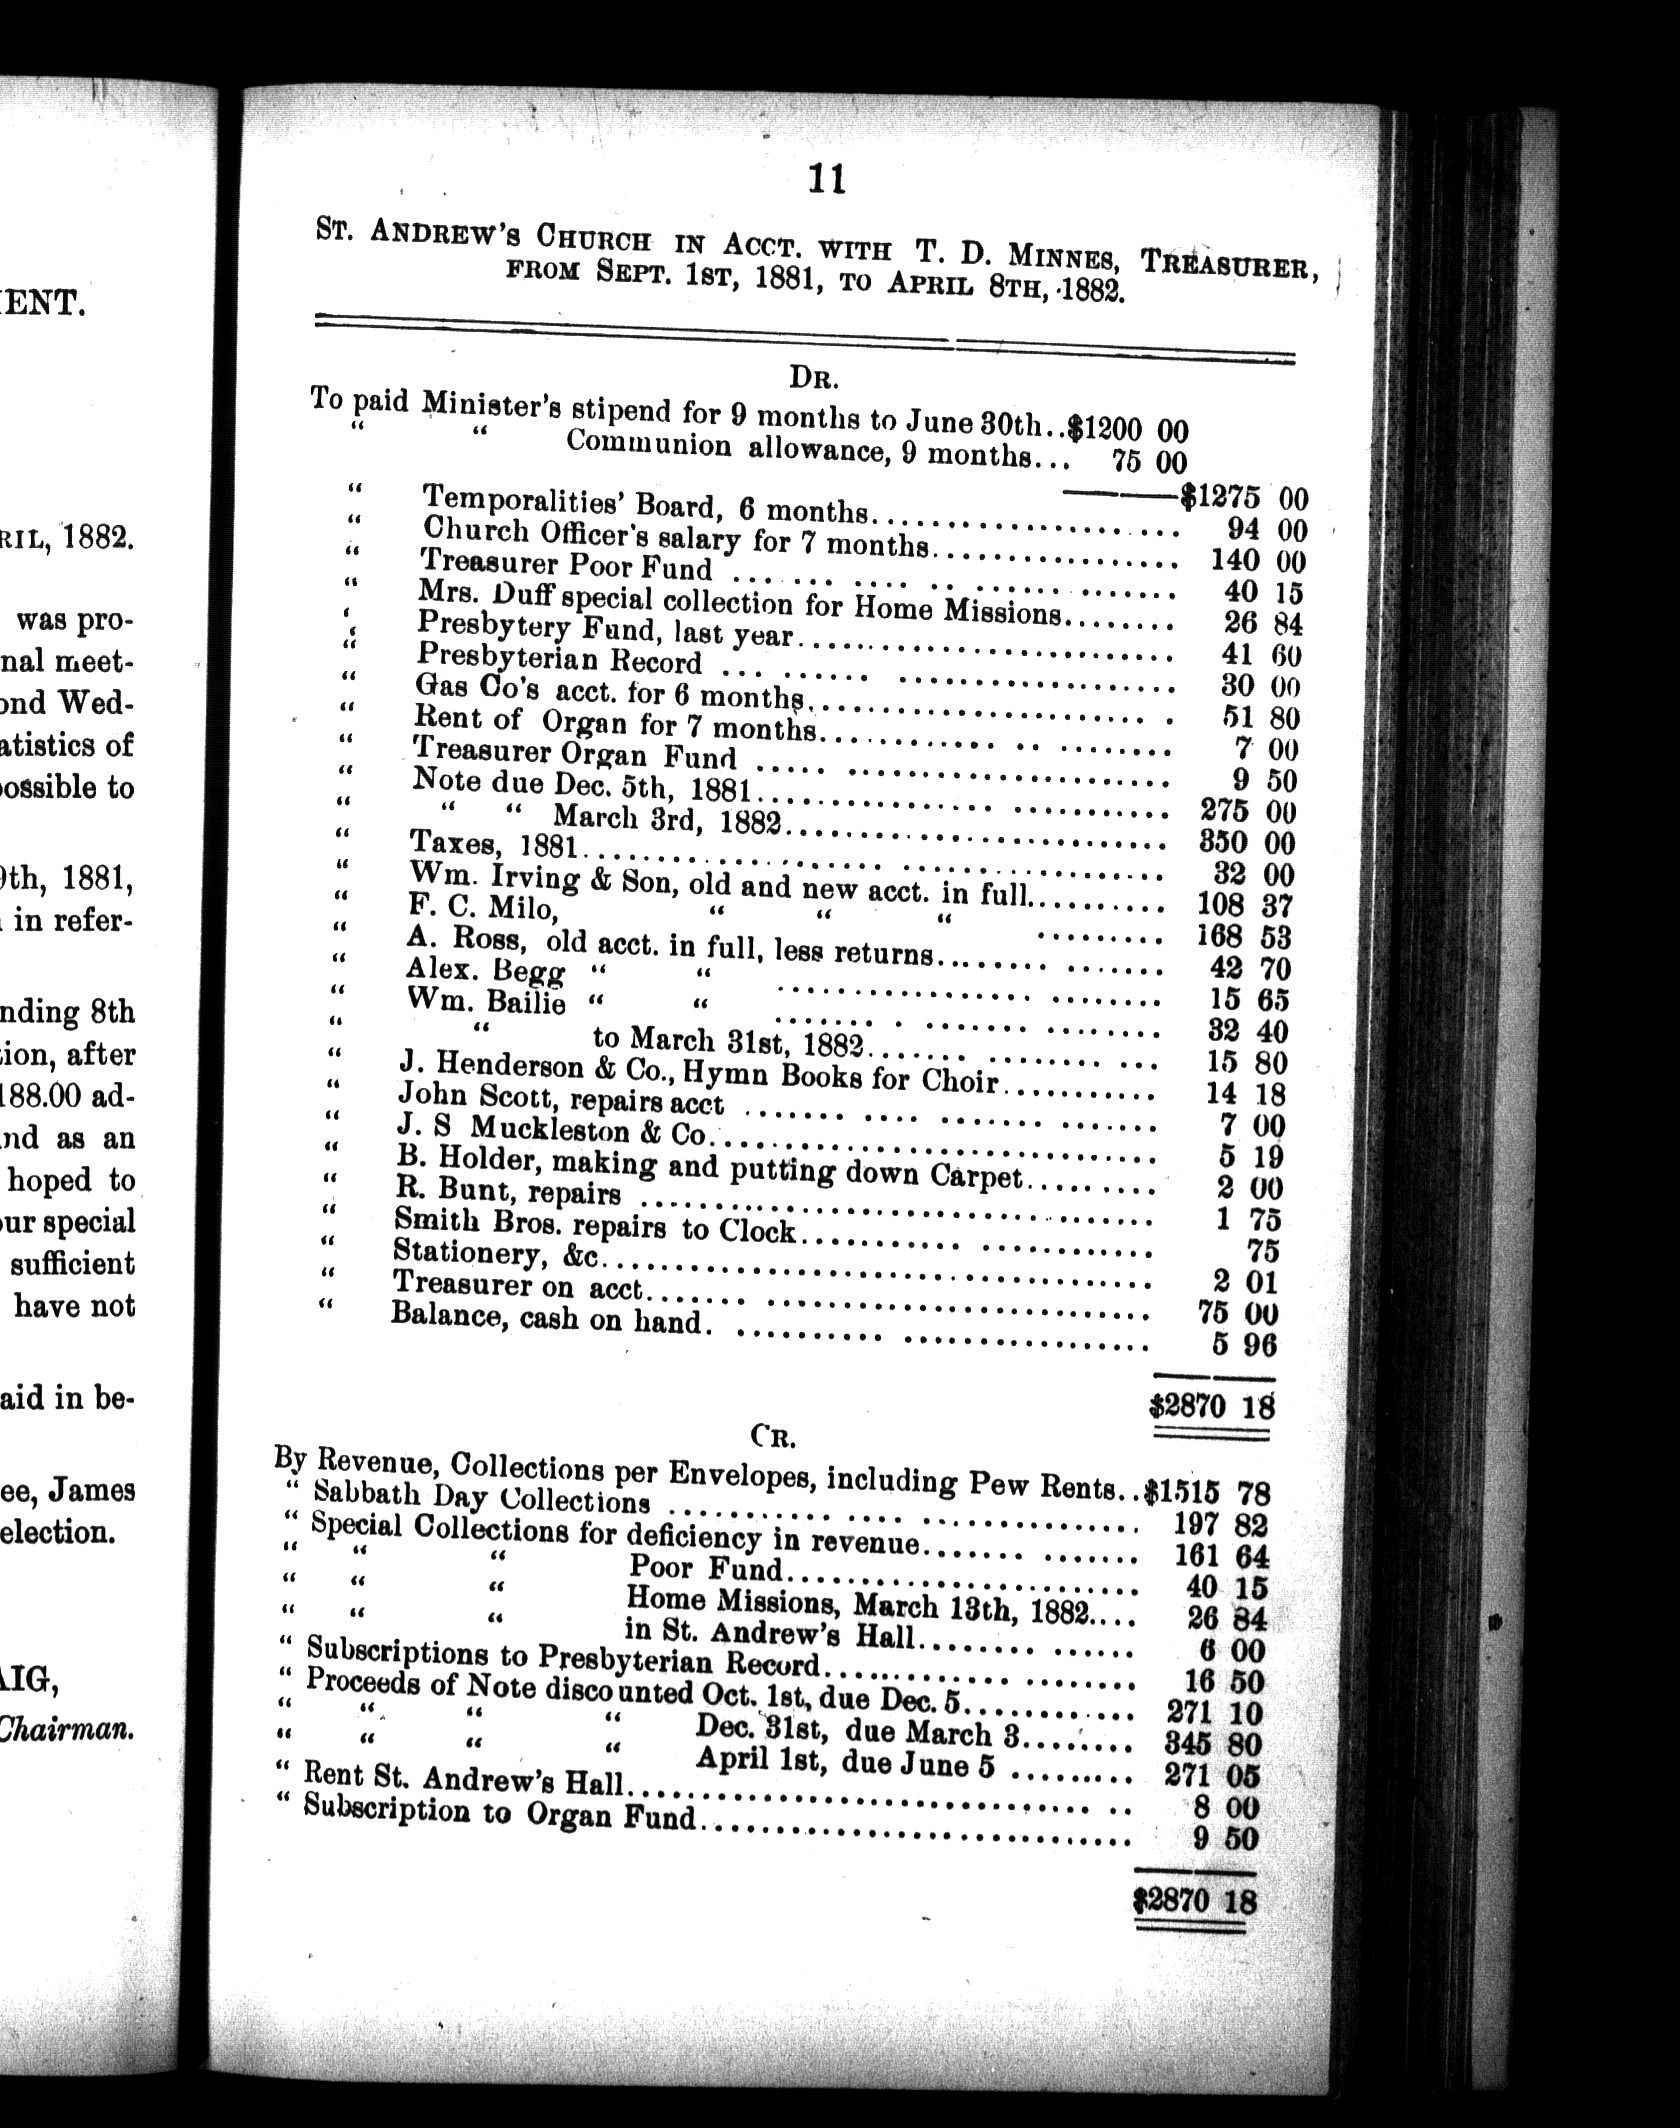 IENT.
RIL, 1882.
was pro-
nal meet-
ond Wed-
atistics of
possible to
9th, 1881,
in refer-
nding 8th
tion, after
188.00 ad-
and as an
hoped to
our special
sufficient
have not
aid in be-
ee, James
election.
AIG,
Chairman.
11
ST. ANDREW'S CHURCH IN ACCT. WITH T. D. MINNES, TREASURER,
FROM SEPT. 1ST, 1881, TO APRIL 8TH, 1882.
DR.
To paid Minister's stipend for 9 months to June 30th..$1200 00
“ “ Communion allowance, 9 months... 75 00
$1275 00
“ Temporalities' Board, 6 months.................... 94 00
“ Church Officer's salary for 7 months................ 140 00
“ Treasurer Poor Fund ........................... 40 15
“ Mrs. Duff special collection for Home Missions........ 26 84
“ Presbytery Fund, last year......................... 41 60
“ Presbyterian Record ........................... 30 00
“ Gas Co's acct. for 6 months........................ 51 80
“ Rent of Organ for 7 months...................... 7 00
“ Treasurer Organ Fund .......................... 9 50
“ Note due Dec. 5th, 1881.......................... 275 00
“ “ “ March 3rd, 1882......................... 350 00
“ Taxes, 1881..................................... 32 00
“ Wm. Irving & Son, old and new acct. in full.......... 108 37
“ F. C. Milo, “ “ “ ......... 168 53
“ A. Ross, old acct. in full, less returns............... 42 70
“ Alex. Begg “ “ ......................... 15 65
“ Wm. Bailie “ “ ....................... 32 40
“ “ to March 31st, 1882.................. 15 80
“ J. Henderson & Co., Hymn Books for Choir........... 14 18
“ John Scott, repairs acct ......................... 7 00
“ J. S Muckleston & Co............................. 5 19
“ B. Holder, making and putting down Carpet......... 2 00
“ R. Bunt, repairs ................................ 1 75
“ Smith Bros. repairs to Clock...................... 75
“ Stationery, &c.................................... 2 01
“ Treasurer on acct................................ 75 00
“ Balance, cash on hand. .......................... 5 96
$2870 18
CR.
By Revenue, Collections per Envelopes, including Pew Rents..$1515 78
“ Sabbath Day Collections ............................. 197 82
“ Special Collections for deficiency in revenue.............. 161 64
“ “ “ Poor Fund....................... 40 15
“ “ “ Home Missions, March 13th, 1882.... 26 84
“ “ “ in St. Andrew's Hall.............. 6 00
“ Subscriptions to Presbyterian Record.................... 16 50
“ Proceeds of Note discounted Oct. 1st, due Dec. 5........... 271 10
“ “ “ “ Dec. 31st, due March 3........ 345 80
“ “ “ “ April 1st, due June 5 ......... 271 05
“ Rent St. Andrew's Hall................................ 8 00
“ Subscription to Organ Fund............................ 9 50
$2870 18